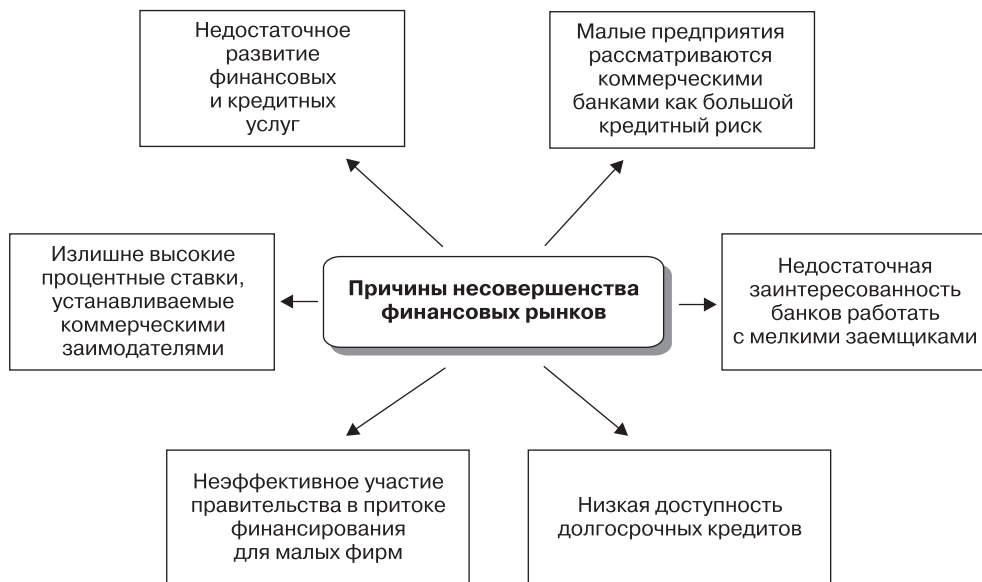 Недостаточное
развитие
финансовых
и кредитных
услуг
Малые предприятия
рассматриваются
коммерческими
банками как большой
кредитный риск
Излишне высокие
процентные ставки,
устанавливаемые
коммерческими
заимодателями
Причины несовершенства
финансовых рынков
Недостаточная
заинтересованность
банков работать
с мелкими заемщиками
Неэффективное участие
правительства в притоке
финансирования
для малых фирм
Низкая доступность
долгосрочных кредитов